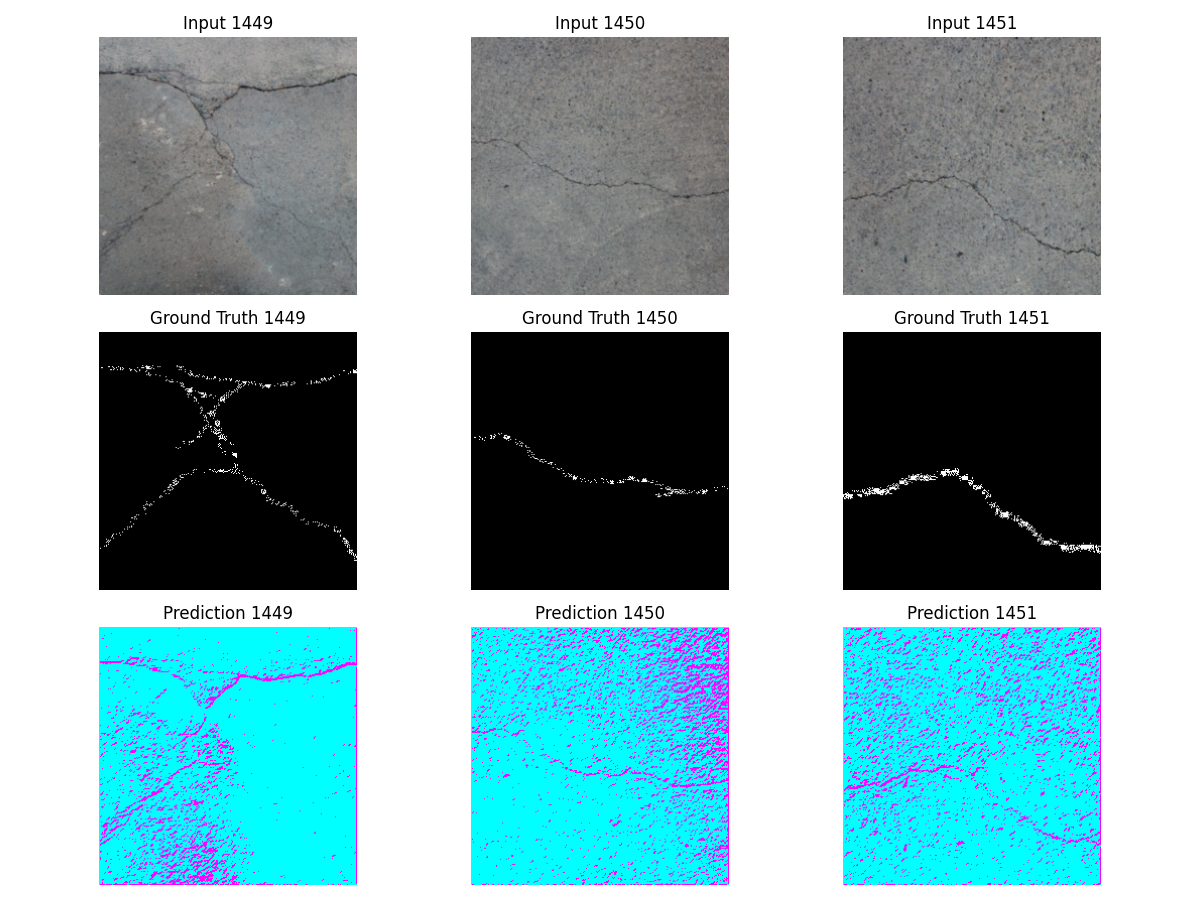 Input 1449
Input 1450
Input 1451
Ground Truth 1449
Ground Truth 1450
Ground Truth 1451
Prediction 1449
Prediction 1450
Prediction 1451